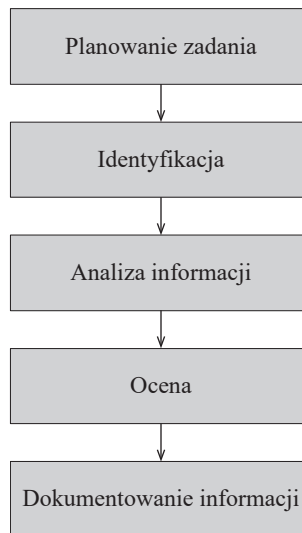 Planowanie zadania
Identyfikacja
Analiza informacji
Ocena
Dokumentowanie informacji